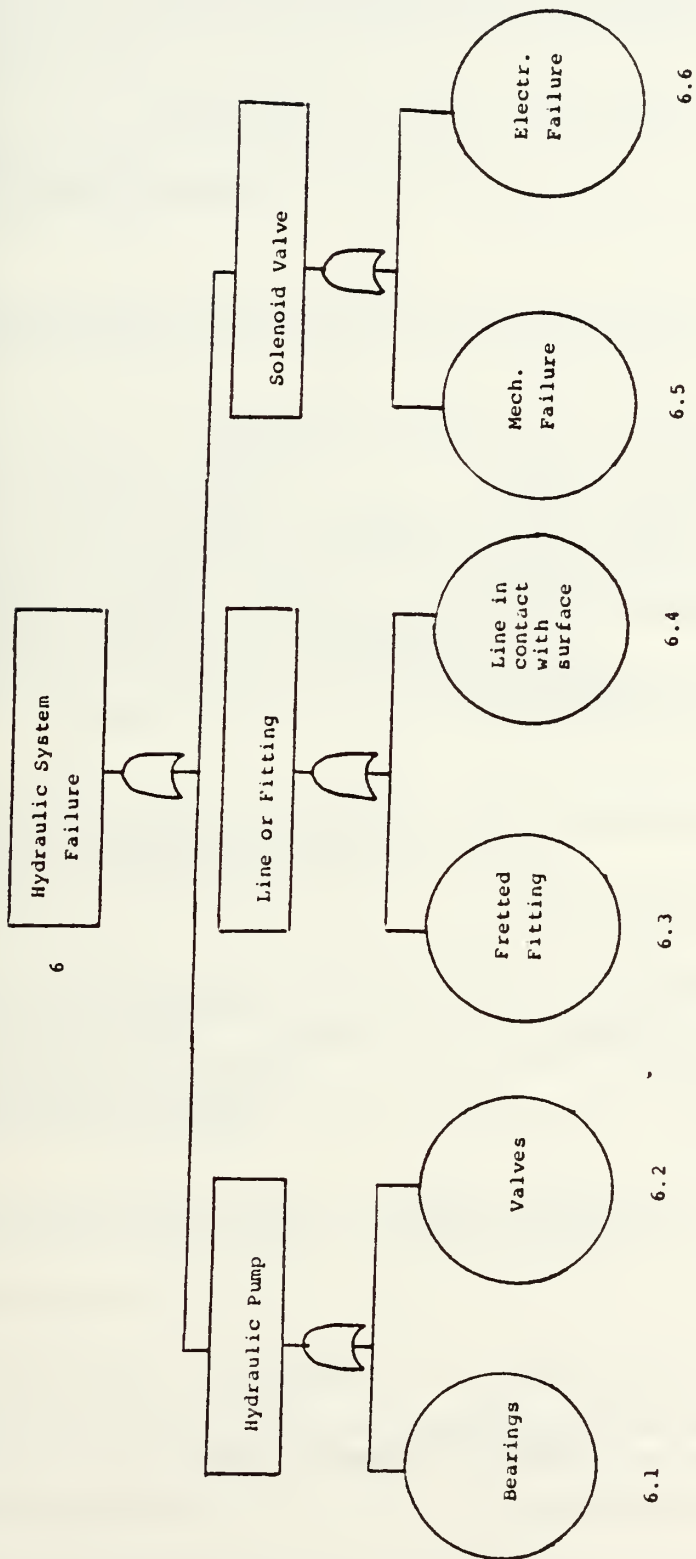 Hydraulic System
Failure
6
Hydraulic Pump
Line or Fitting
Solenoid Valve
Bearings
Valves
Fretted
Fitting
Line in
contact
with
surface
Mech.
Failure
Electr.
Failure
6.1
6.2
6.3
6.4
6.5
6.6